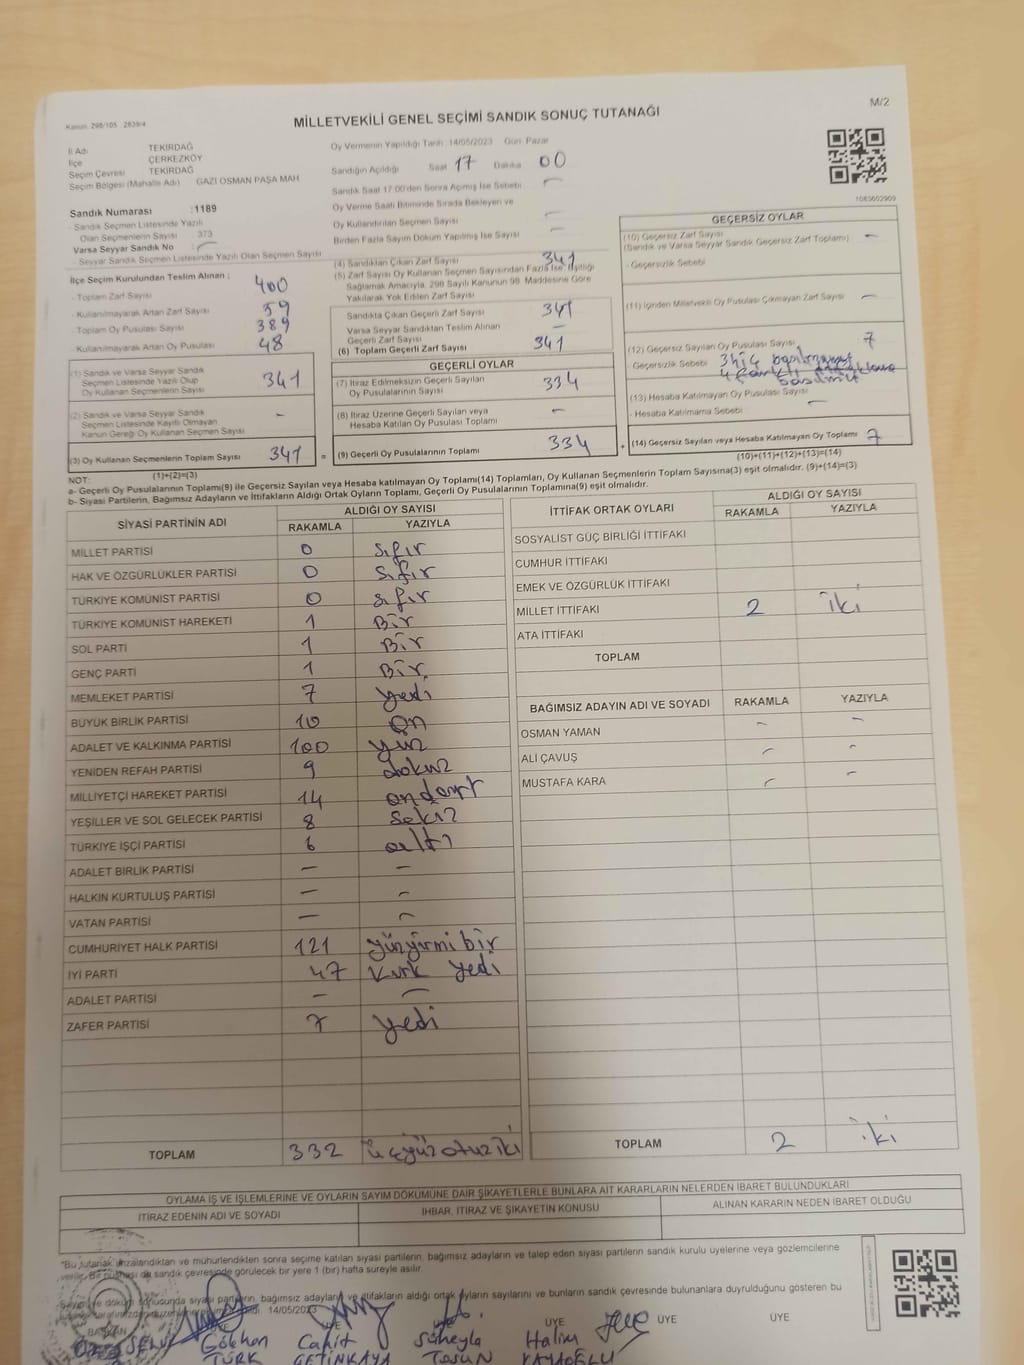 Kanun: 298/105 2839/4
MİLLETVEKİLİ GENEL SEÇİMİ SANDIK SONUÇ TUTANAĞI
M/2
İl Adı TEKİRDAĞ
İlçe ÇERKEZKÖY
Seçim Çevresi TEKİRDAĞ
Seçim Bölgesi (Mahalle Adı) GAZİ OSMAN PAŞA MAH
Sandık Numarası :1189
- Sandık Seçmen Listesinde Yazılı
Olan Seçmenlerin Sayısı 373
Varsa Seyyar Sandık No
- Seyyar Sandık Seçmen Listesinde Yazılı Olan Seçmen Sayısı
Oy Vermenin Yapıldığı Tarih: 14/05/2023 Gün: Pazar
Sandığın Açıldığı Saat 17 Dakika 00
Sandık Saat 17:00'den Sonra Açılmış İse Sebebi –
Oy Verme Saati Bitiminde Sırada Bekleyen ve
Oy Kullandırılan Seçmen Sayısı –
Birden Fazla Sayım Döküm Yapılmış İse Sayısı –
1083602909
İlçe Seçim Kurulundan Teslim Alınan ;
- Toplam Zarf Sayısı 400
- Kullanılmayarak Artan Zarf Sayısı 59
- Toplam Oy Pusulası Sayısı 389
- Kullanılmayarak Artan Oy Pusulası 48
(1) Sandık ve Varsa Seyyar Sandık
Seçmen Listesinde Yazılı Olup
Oy Kullanan Seçmenlerin Sayısı 341
(2) Sandık ve Varsa Seyyar Sandık
Seçmen Listesinde Kayıtlı Olmayan
Kanun Gereği Oy Kullanan Seçmen Sayısı –
(3) Oy Kullanan Seçmenlerin Toplam Sayısı 341
(1)+(2)=(3)
(4) Sandıktan Çıkan Zarf Sayısı 341
(5) Zarf Sayısı Oy Kullanan Seçmen Sayısından Fazla İse, Eşitliği
Sağlamak Amacıyla, 298 Sayılı Kanunun 98. Maddesine Göre
Yakılarak Yok Edilen Zarf Sayısı
Sandıkta Çıkan Geçerli Zarf Sayısı 341
Varsa Seyyar Sandıktan Teslim Alınan
Geçerli Zarf Sayısı –
(6) Toplam Geçerli Zarf Sayısı 341
GEÇERLİ OYLAR
(7) İtiraz Edilmeksizin Geçerli Sayılan
Oy Pusulalarının Sayısı 334
(8) İtiraz Üzerine Geçerli Sayılan veya
Hesaba Katılan Oy Pusulası Toplamı –
= (9) Geçerli Oy Pusulalarının Toplamı 334
GEÇERSİZ OYLAR
(10) Geçersiz Zarf Sayısı
(Sandık ve Varsa Seyyar Sandık Geçersiz Zarf Toplamı) –
- Geçersizlik Sebebi
(11) İçinden Milletvekili Oy Pusulası Çıkmayan Zarf Sayısı –
(12) Geçersiz Sayılan Oy Pusulası Sayısı 7
Geçersizlik Sebebi 3 hiç basılmamış
4 farklı
basılmış
(13) Hesaba Katılmayan Oy Pusulası Sayısı –
- Hesaba Katılmama Sebebi
+ (14) Geçersiz Sayılan veya Hesaba Katılmayan Oy Toplamı 7
(10)+(11)+(12)+(13)=(14)
NOT:
a- Geçerli Oy Pusulalarının Toplamı(9) ile Geçersiz Sayılan veya Hesaba katılmayan Oy Toplamı(14) Toplamları, Oy Kullanan Seçmenlerin Toplam Sayısına(3) eşit olmalıdır. (9)+(14)=(3)
b- Siyasi Partilerin, Bağımsız Adayların ve İttifakların Aldığı Ortak Oyların Toplamı, Geçerli Oy Pusulalarının Toplamına(9) eşit olmalıdır.
SİYASİ PARTİNİN ADI ALDIĞI OY SAYISI
RAKAMLA YAZIYLA
MİLLET PARTİSİ 0 sıfır
HAK VE ÖZGÜRLÜKLER PARTİSİ 0 sıfır
TÜRKİYE KOMÜNİST PARTİSİ 0 sıfır
TÜRKİYE KOMÜNİST HAREKETİ 1 Bir
SOL PARTİ 1 Bir
GENÇ PARTİ 1 Bir
MEMLEKET PARTİSİ 7 yedi
BÜYÜK BİRLİK PARTİSİ 10 on
ADALET VE KALKINMA PARTİSİ 100 yüz
YENİDEN REFAH PARTİSİ 9 dokuz
MİLLİYETÇİ HAREKET PARTİSİ 14 ondört
YEŞİLLER VE SOL GELECEK PARTİSİ 8 Sekiz
TÜRKİYE İŞÇİ PARTİSİ 6 altı
ADALET BİRLİK PARTİSİ – –
HALKIN KURTULUŞ PARTİSİ – –
VATAN PARTİSİ – –
CUMHURİYET HALK PARTİSİ 121 yüzyirmi bir
İYİ PARTİ 47 Kırk yedi
ADALET PARTİSİ – –
ZAFER PARTİSİ 7 yedi
TOPLAM 332 üçyüzotuziki
İTTİFAK ORTAK OYLARI ALDIĞI OY SAYISI
RAKAMLA YAZIYLA
SOSYALİST GÜÇ BİRLİĞİ İTTİFAKI
CUMHUR İTTİFAKI
EMEK VE ÖZGÜRLÜK İTTİFAKI
MİLLET İTTİFAKI 2 iki
ATA İTTİFAKI
TOPLAM
BAĞIMSIZ ADAYIN ADI VE SOYADI RAKAMLA YAZIYLA
OSMAN YAMAN – –
ALİ ÇAVUŞ – –
MUSTAFA KARA – –
TOPLAM 2 iki
OYLAMA İŞ VE İŞLEMLERİNE VE OYLARIN SAYIM DÖKÜMÜNE DAİR ŞİKAYETLERLE BUNLARA AİT KARARLARIN NELERDEN İBARET BULUNDUKLARI
İTİRAZ EDENİN ADI VE SOYADI İHBAR, İTİRAZ VE ŞİKAYETİN KONUSU ALINAN KARARIN NEDEN İBARET OLDUĞU
"Bu tutanak imzalandıktan ve mühürlendikten sonra seçime katılan siyasi partilerin, bağımsız adayların ve talep eden siyasi partilerin sandık kurulu üyelerine veya gözlemcilerine
verilir. Bir nüshası da sandık çevresinde görülecek bir yere 1 (bir) hafta süreyle asılır.
Sayım ve döküm sonucunda siyasi partilerin, bağımsız adayların ve ittifakların aldığı ortak oyların sayılarını ve bunların sandık çevresinde bulunanlara duyrulduğunu gösteren bu
14/05/2023
BAŞKAN ÜYE ÜYE ÜYE
Gökhan Cahit Süheyla Halim
TÜRK ÇETİNKAYA TOSUN KAYAOĞLU